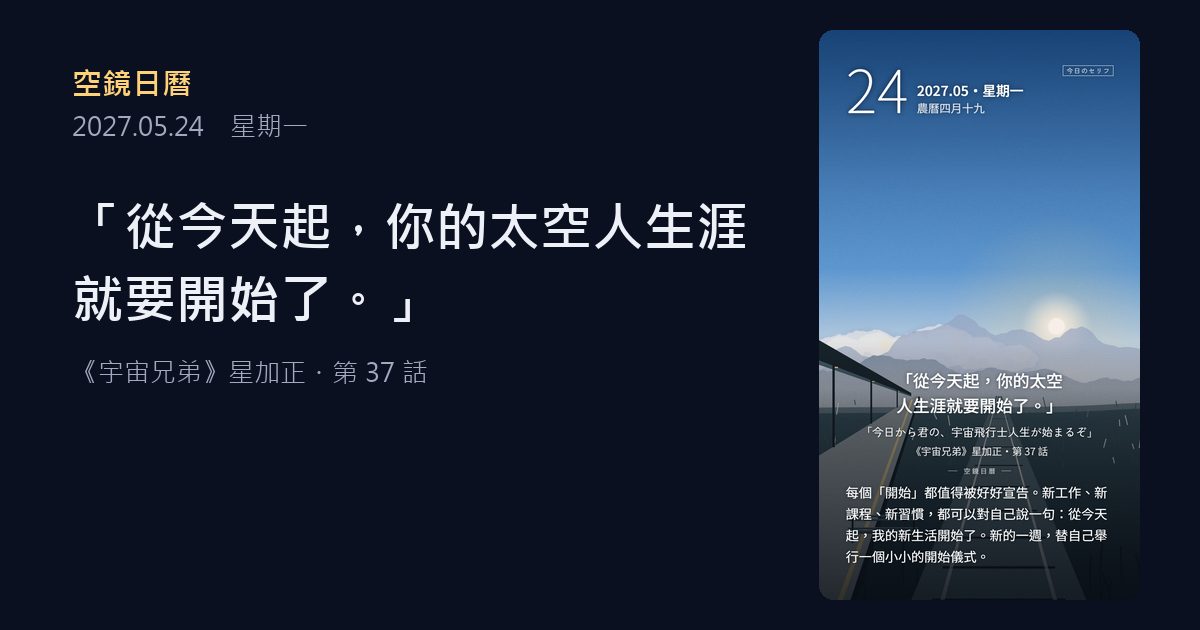 空鏡日曆
2027.05.24 星期一
「從今天起，你的太空人生涯
就要開始了。」
《宇宙兄弟》星加正・第 37 話
24
2027.05・星期一
農曆四月十九
今日のセリフ
「從今天起，你的太空
人生涯就要開始了。」
「今日から君の、宇宙飛行士人生が始まるぞ」
《宇宙兄弟》星加正・第 37 話
— 空鏡日曆 —
每個「開始」都值得被好好宣告。新工作、新
課程、新習慣，都可以對自己說一句：從今天
起，我的新生活開始了。新的一週，替自己舉
行一個小小的開始儀式。